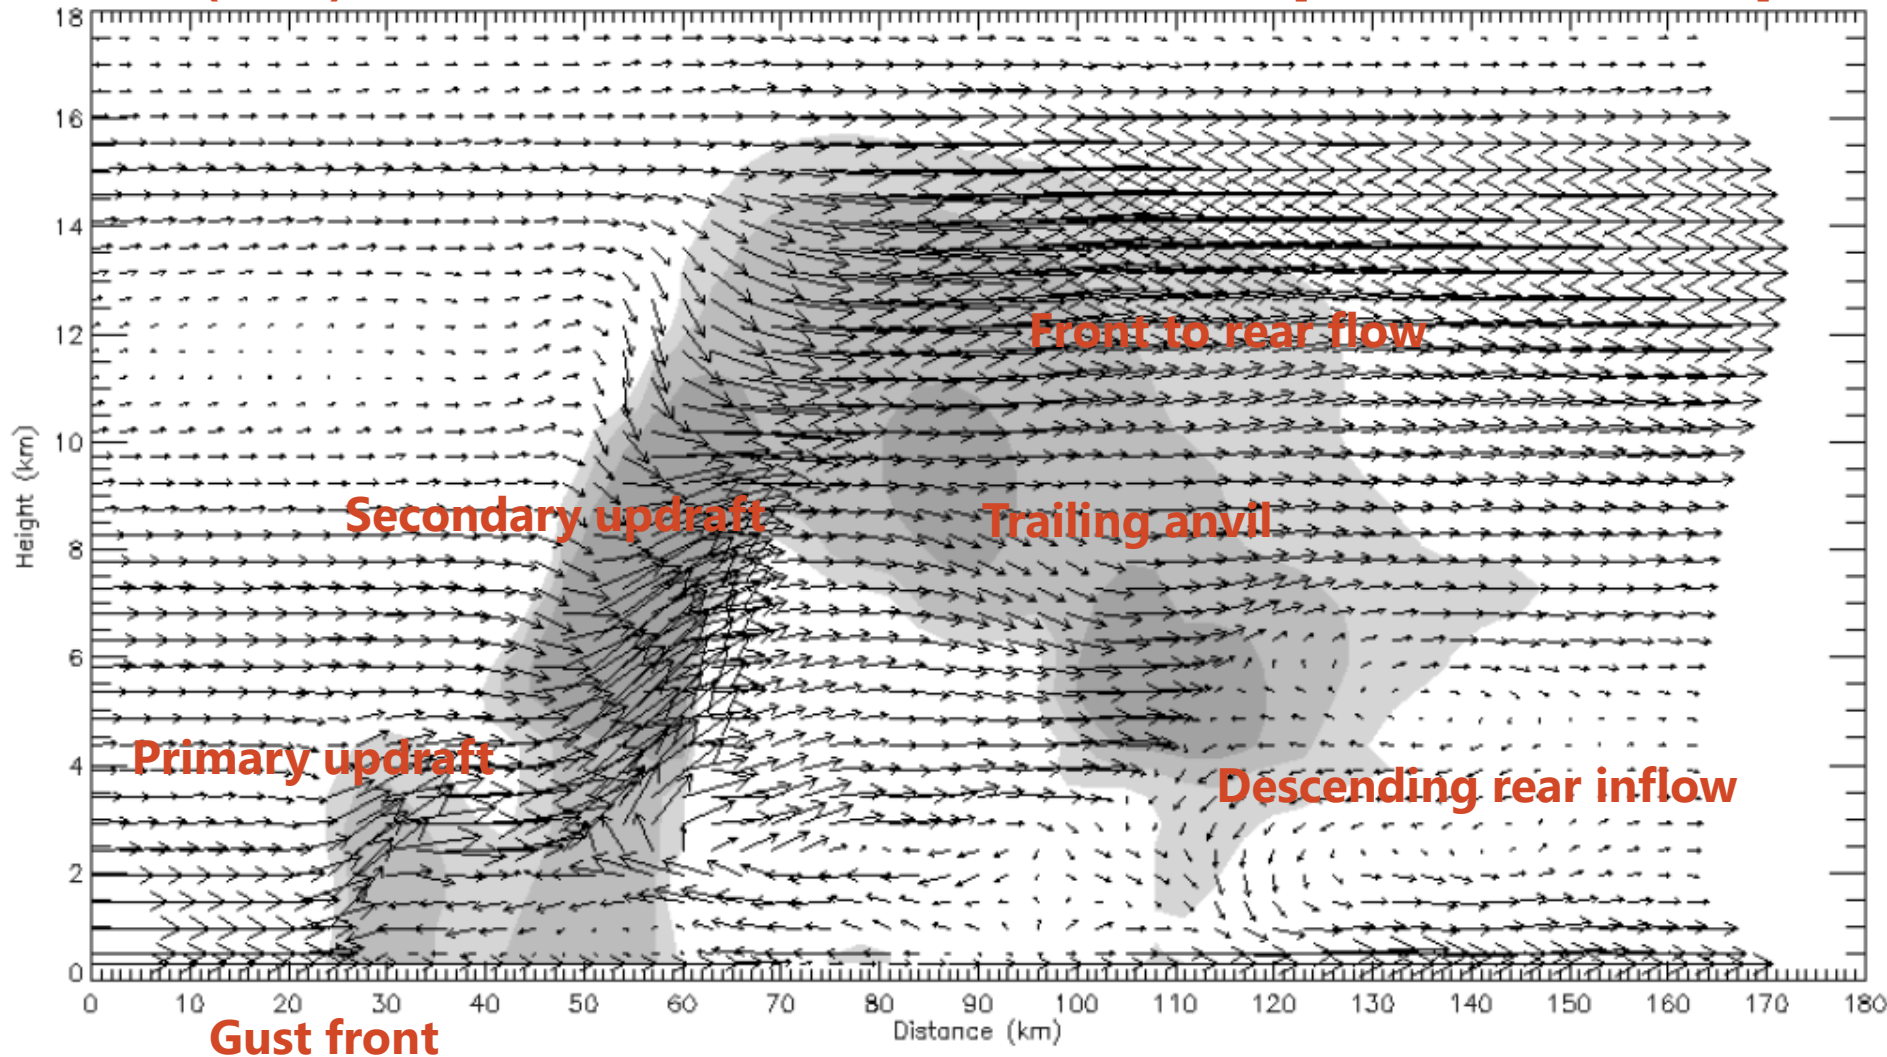 18
16
14
12
Front to rear flow
10
Height (km)
Secondary updraft
Trailing anvil
8
6
Primary updraft
4
Descending rear inflow
2
0
0 10 20 30 40 50 60 70 80 90 100 110 120 130 140 150 160 170 180
Distance (km)
Gust front